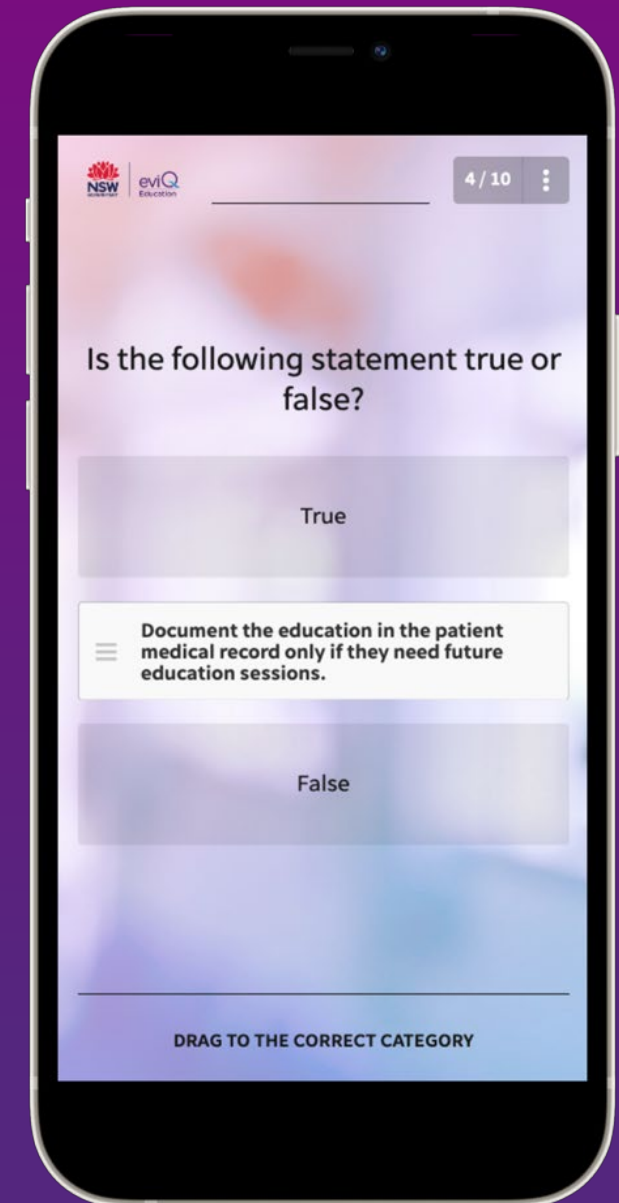 NSW
eviQ
Education
4 / 10
Is the following statement true or
false?
True
Document the education in the patient
medical record only if they need future
education sessions.
False
DRAG TO THE CORRECT CATEGORY